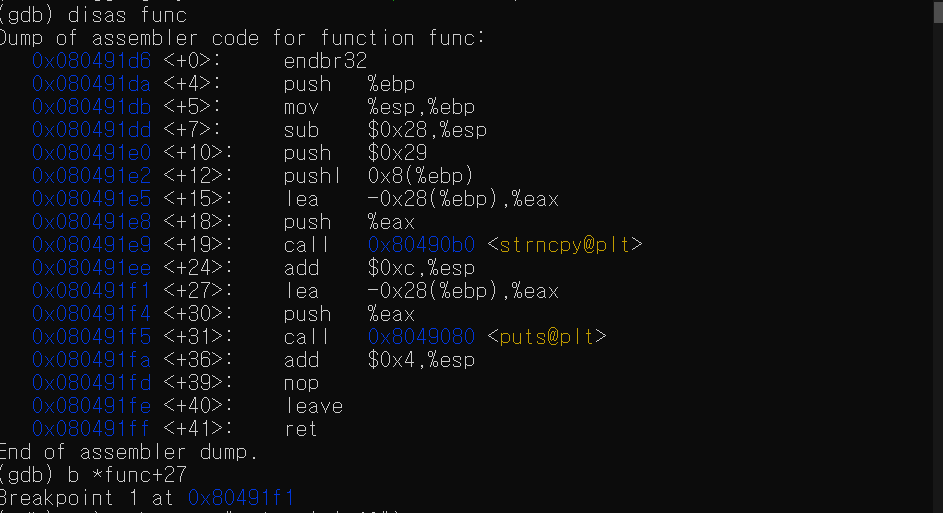 (gdb) disas func
Dump of assembler code for function func:
0x080491d6 <+0>: endbr32
0x080491da <+4>: push %ebp
0x080491db <+5>: mov %esp,%ebp
0x080491dd <+7>: sub $0x28,%esp
0x080491e0 <+10>: push $0x29
0x080491e2 <+12>: pushl 0x8(%ebp)
0x080491e5 <+15>: lea -0x28(%ebp),%eax
0x080491e8 <+18>: push %eax
0x080491e9 <+19>: call 0x80490b0 <strncpy@plt>
0x080491ee <+24>: add $0xc,%esp
0x080491f1 <+27>: lea -0x28(%ebp),%eax
0x080491f4 <+30>: push %eax
0x080491f5 <+31>: call 0x8049080 <puts@plt>
0x080491fa <+36>: add $0x4,%esp
0x080491fd <+39>: nop
0x080491fe <+40>: leave
0x080491ff <+41>: ret
End of assembler dump.
(gdb) b *func+27
Breakpoint 1 at 0x80491f1